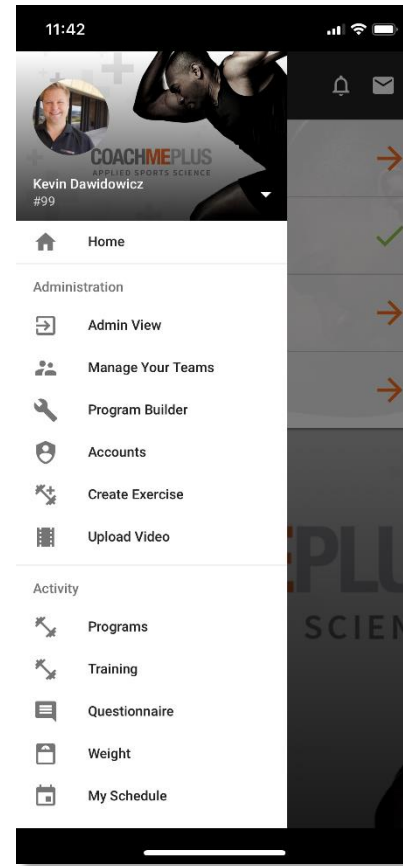 11:42
COACHMEPLUS
APPLIED SPORTS SCIENCE
Kevin Dawidowicz
#99
Home
Administration
Admin View
Manage Your Teams
Program Builder
Accounts
Create Exercise
Upload Video
Activity
Programs
Training
Questionnaire
Weight
My Schedule
EPLU
SCIEN